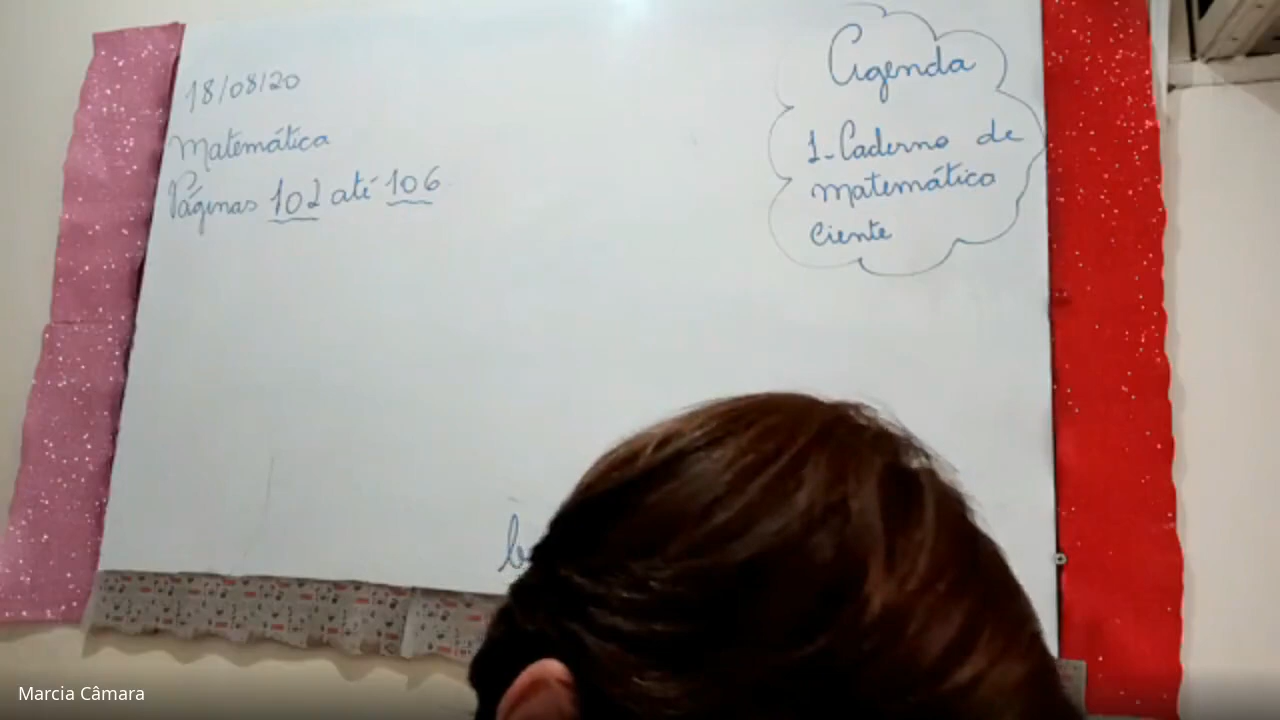 18/08/20
Matemática
Páginas 102 até 106
Agenda
1-Caderno de
matemática
Ciente
Marcia Câmara